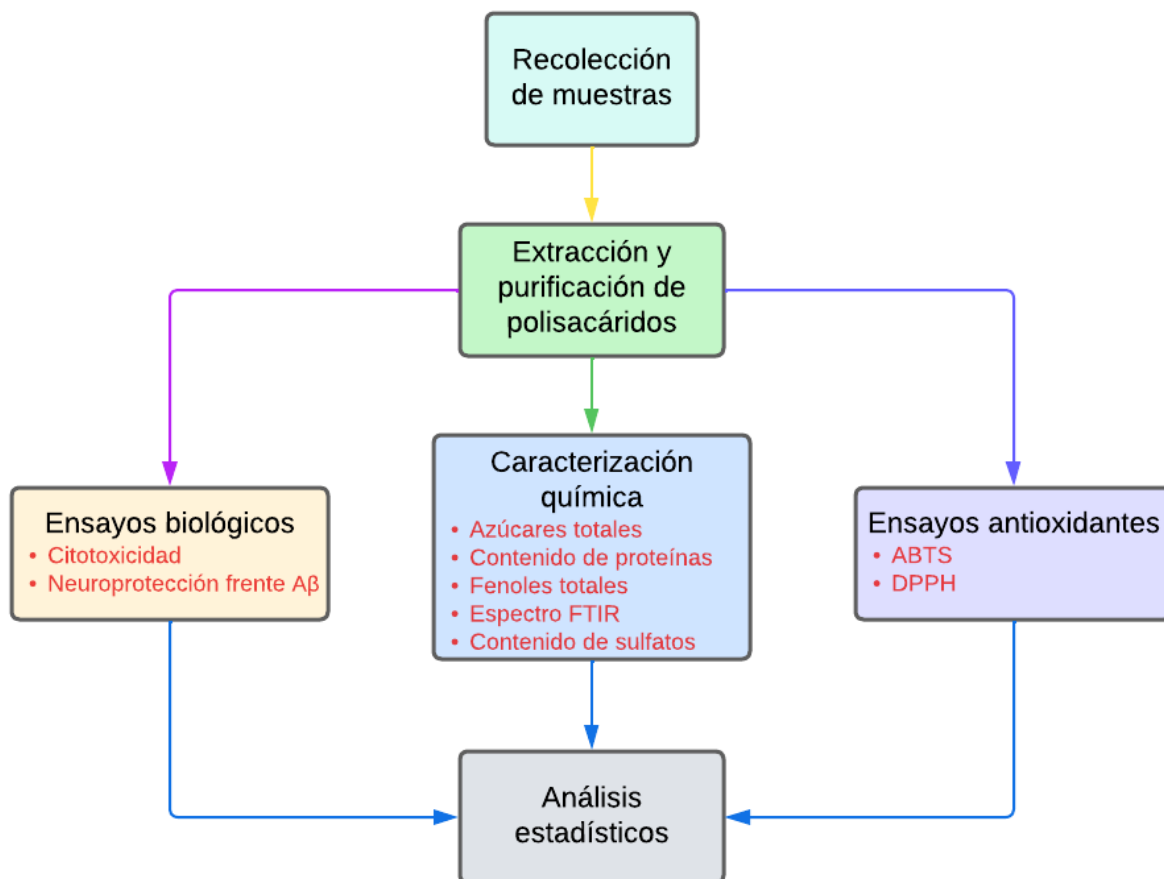 Recolección
de muestras
Extracción y
purificación de
polisacáridos
Ensayos biológicos
• Citotoxicidad
• Neuroprotección frente Aβ
Caracterización
química
• Azúcares totales
• Contenido de proteínas
• Fenoles totales
• Espectro FTIR
• Contenido de sulfatos
Ensayos antioxidantes
• ABTS
• DPPH
Análisis
estadísticos